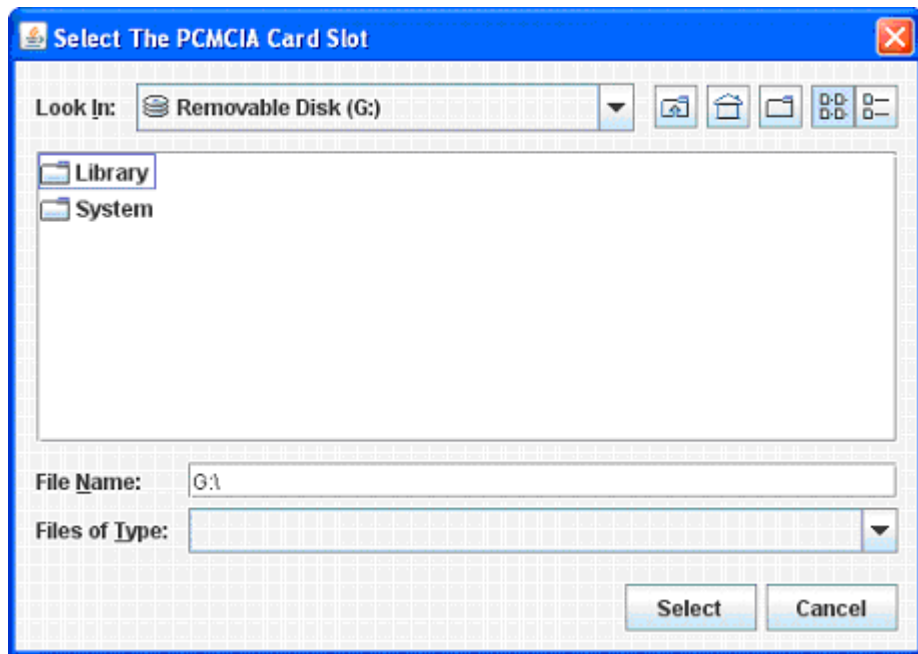 Select The PCMCIA Card Slot
Look In: Removable Disk (G:)
Library
System
File Name: G:\
Files of Type:
Select Cancel